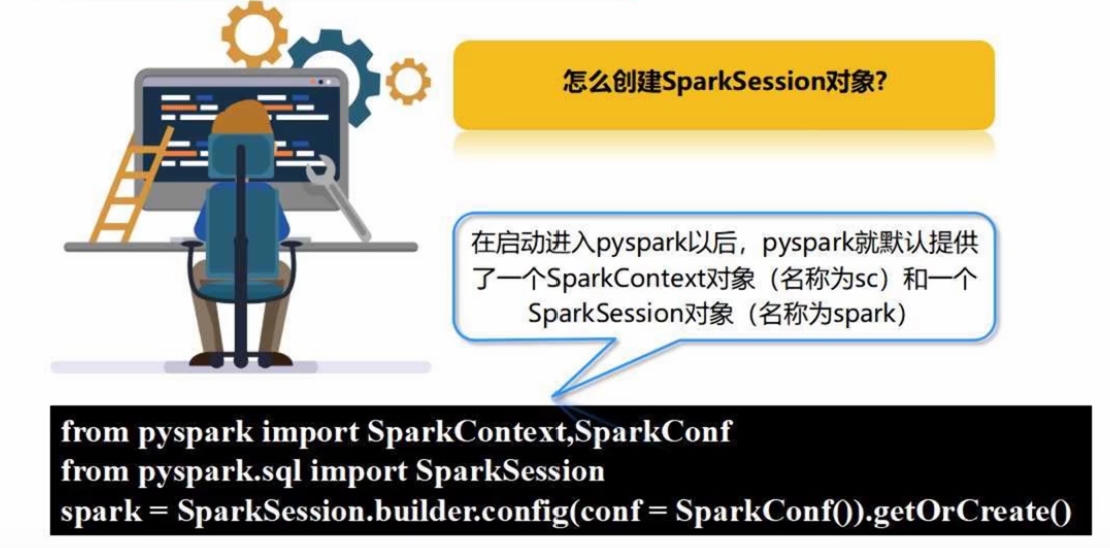 怎么创建SparkSession对象?
在启动进入pyspark以后，pyspark就默认提供
了一个SparkContext对象（名称为sc）和一个
SparkSession对象（名称为spark）
from pyspark import SparkContext,SparkConf
from pyspark.sql import SparkSession
spark = SparkSession.builder.config(conf = SparkConf()).getOrCreate()